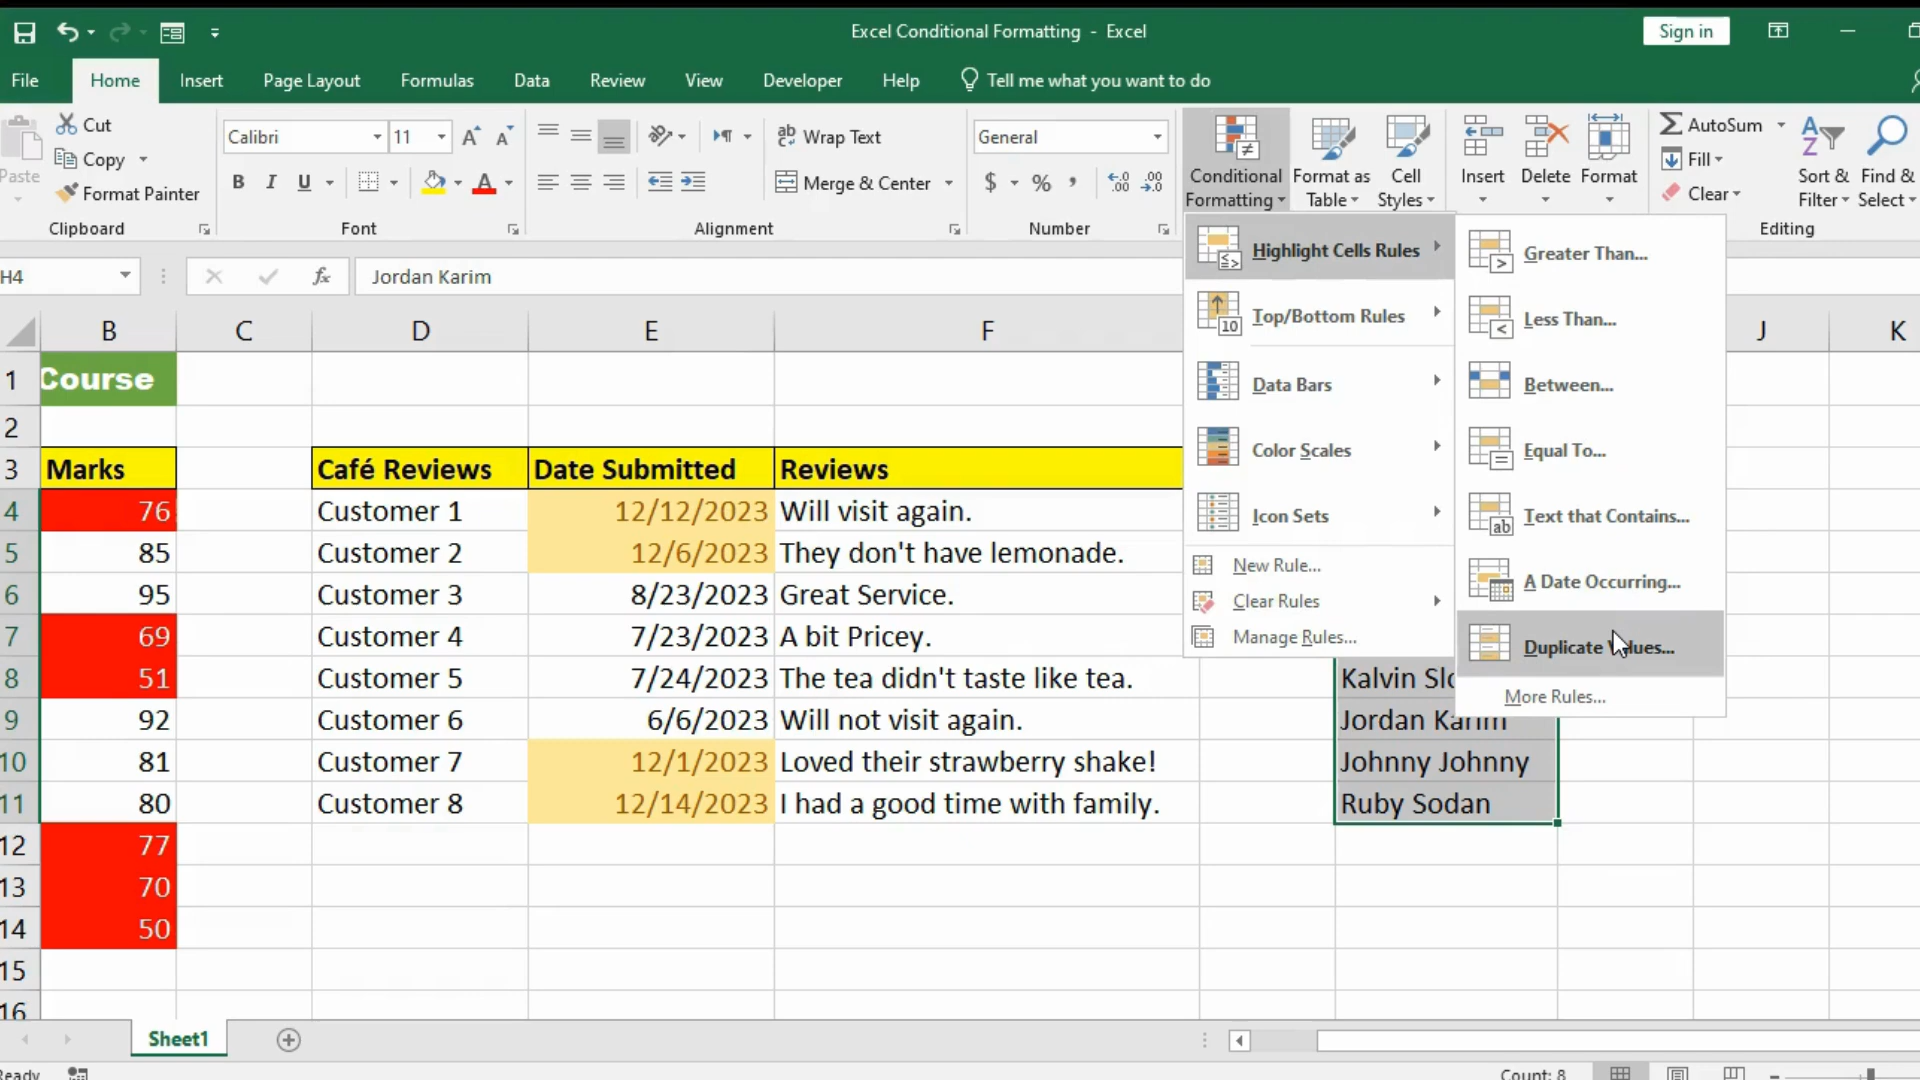 Excel Conditional Formatting - Excel
Sign in
File Home Insert Page Layout Formulas Data Review View Developer Help Tell me what you want to do
Paste
Cut
Copy
Format Painter
Clipboard
Calibri 11
B I U
Font
ab Wrap Text
Merge & Center
Alignment
General
$ % ,
Number
Conditional Formatting
Format as Table
Cell Styles
Insert
Delete
Format
AutoSum
Fill
Clear
Sort & Filter
Find & Select
Editing
H4
fx
Jordan Karim
Highlight Cells Rules
Top/Bottom Rules
Data Bars
Color Scales
Icon Sets
New Rule...
Clear Rules
Manage Rules...
Greater Than...
Less Than...
Between...
Equal To...
Text that Contains...
A Date Occurring...
Duplicate Values...
More Rules...
B C D E F J K
1 Course
2
3 Marks Café Reviews Date Submitted Reviews
4 76 Customer 1 12/12/2023 Will visit again.
5 85 Customer 2 12/6/2023 They don't have lemonade.
6 95 Customer 3 8/23/2023 Great Service.
7 69 Customer 4 7/23/2023 A bit Pricey.
8 51 Customer 5 7/24/2023 The tea didn't taste like tea. Kalvin
9 92 Customer 6 6/6/2023 Will not visit again. Jordan Karim
10 81 Customer 7 12/1/2023 Loved their strawberry shake! Johnny Johnny
11 80 Customer 8 12/14/2023 I had a good time with family. Ruby Sodan
12 77
13 70
14 50
15
16
Sheet1
Ready
Count: 8